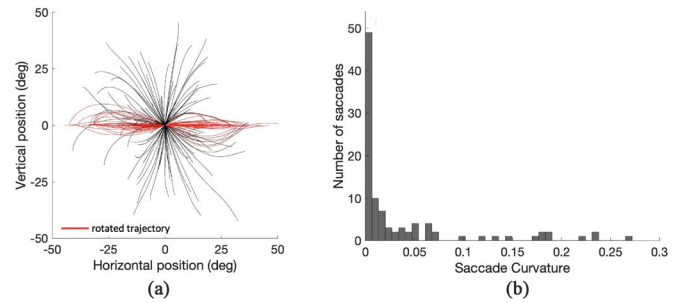 50
25
0
-25
-50
Vertical position (deg)
rotated trajectory
-50 -25 0 25 50
Horizontal position (deg)
(a)
50
40
30
20
10
0
Number of saccades
0 0.05 0.1 0.15 0.2 0.25 0.3
Saccade Curvature
(b)